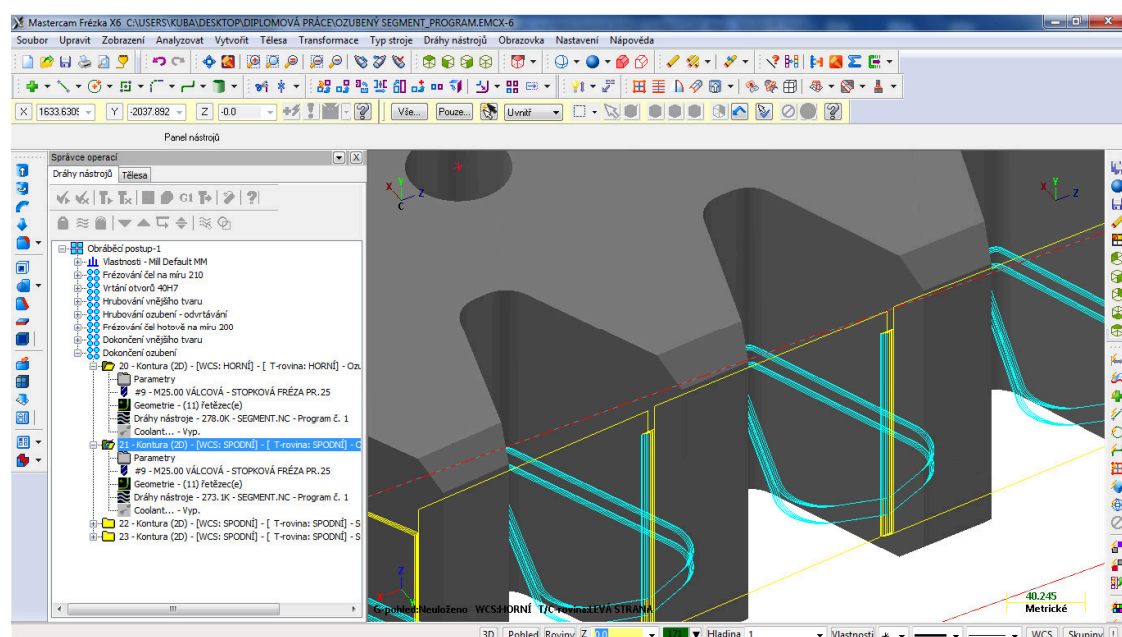 Mastercam Frézka X6 C:\USERS\KUBA\DESKTOP\DIPLOMOVÁ PRÁCE\OZUBENÝ SEGMENT_PROGRAM.EMCX-6
Soubor Upravit Zobrazení Analyzovat Vytvořit Tělesa Transformace Typ stroje Dráhy nástrojů Obrazovka Nastavení Nápověda
X 1633.630 Y -2037.892 Z -0.0 Vše... Pouze... Uvnitř
Panel nástrojů
Správce operací
Dráhy nástrojů Tělesa
G1
Obráběcí postup-1
Vlastnosti - Mill Default MM
Frézování čel na míru 210
Vrtání otvorů 40H7
Hrubování vnějšího tvaru
Hrubování ozubení - odvrtávání
Frézování čel hotově na míru 200
Dokončení vnějšího tvaru
Dokončení ozubení
20 - Kontura (2D) - [WCS: HORNÍ] - [ T-rovina: HORNÍ] - Ozu
Parametry
#9 - M25.00 VÁLCOVÁ - STOPKOVÁ FRÉZA PR.25
Geometrie - (11) řetězec(e)
Dráhy nástroje - 278.0K - SEGMENT.NC - Program č. 1
Coolant... - Vyp.
21 - Kontura (2D) - [WCS: SPODNÍ] - [ T-rovina: SPODNÍ] - O
Parametry
#9 - M25.00 VÁLCOVÁ - STOPKOVÁ FRÉZA PR.25
Geometrie - (11) řetězec(e)
Dráhy nástroje - 273.1K - SEGMENT.NC - Program č. 1
Coolant... - Vyp.
22 - Kontura (2D) - [WCS: SPODNÍ] - [ T-rovina: SPODNÍ] - S
23 - Kontura (2D) - [WCS: SPODNÍ] - [ T-rovina: SPODNÍ] - S
X Y Z
C
X Y Z
Z
X
G-pohled:Neuloženo WCS:HORNÍ T/C-rovina:LEVÁ STRANA
40.245
Metrické
3D Pohled Roviny Z 0.0 171 Hladina 1 Vlastnosti WCS Skupiny